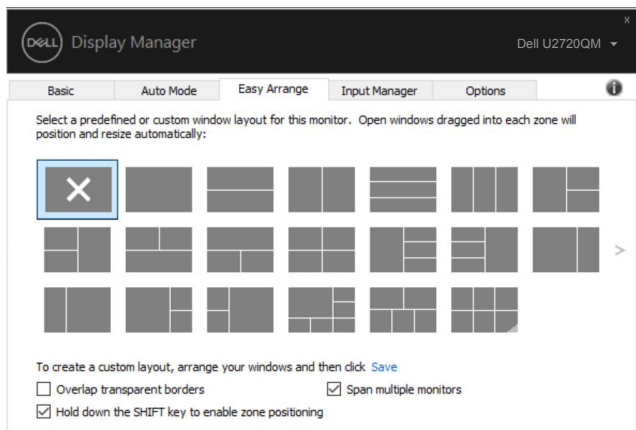 x
DELL Display Manager Dell U2720QM
Basic Auto Mode Easy Arrange Input Manager Options
Select a predefined or custom window layout for this monitor. Open windows dragged into each zone will
position and resize automatically:
To create a custom layout, arrange your windows and then click Save
Overlap transparent borders Span multiple monitors
Hold down the SHIFT key to enable zone positioning